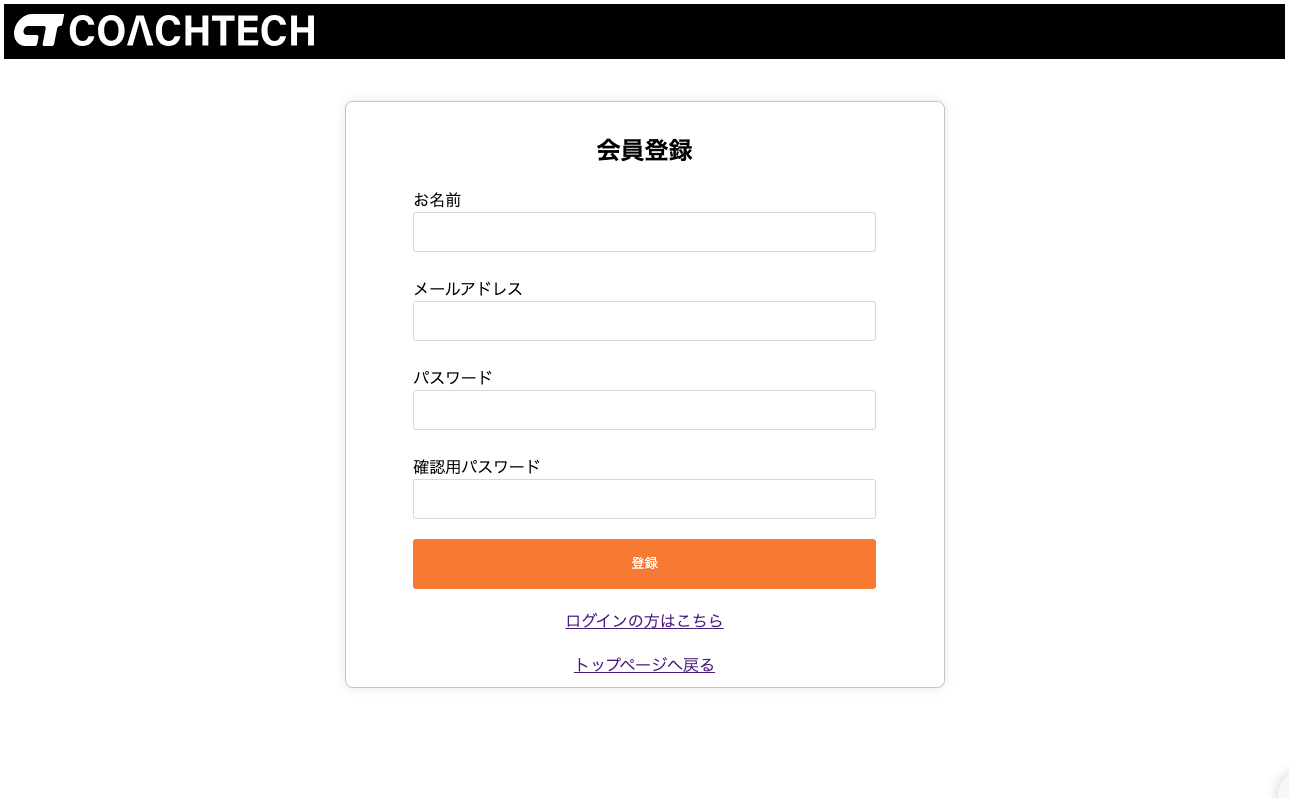 COACHTECH
会員登録
お名前
メールアドレス
パスワード
確認用パスワード
登録
ログインの方はこちら
トップページへ戻る